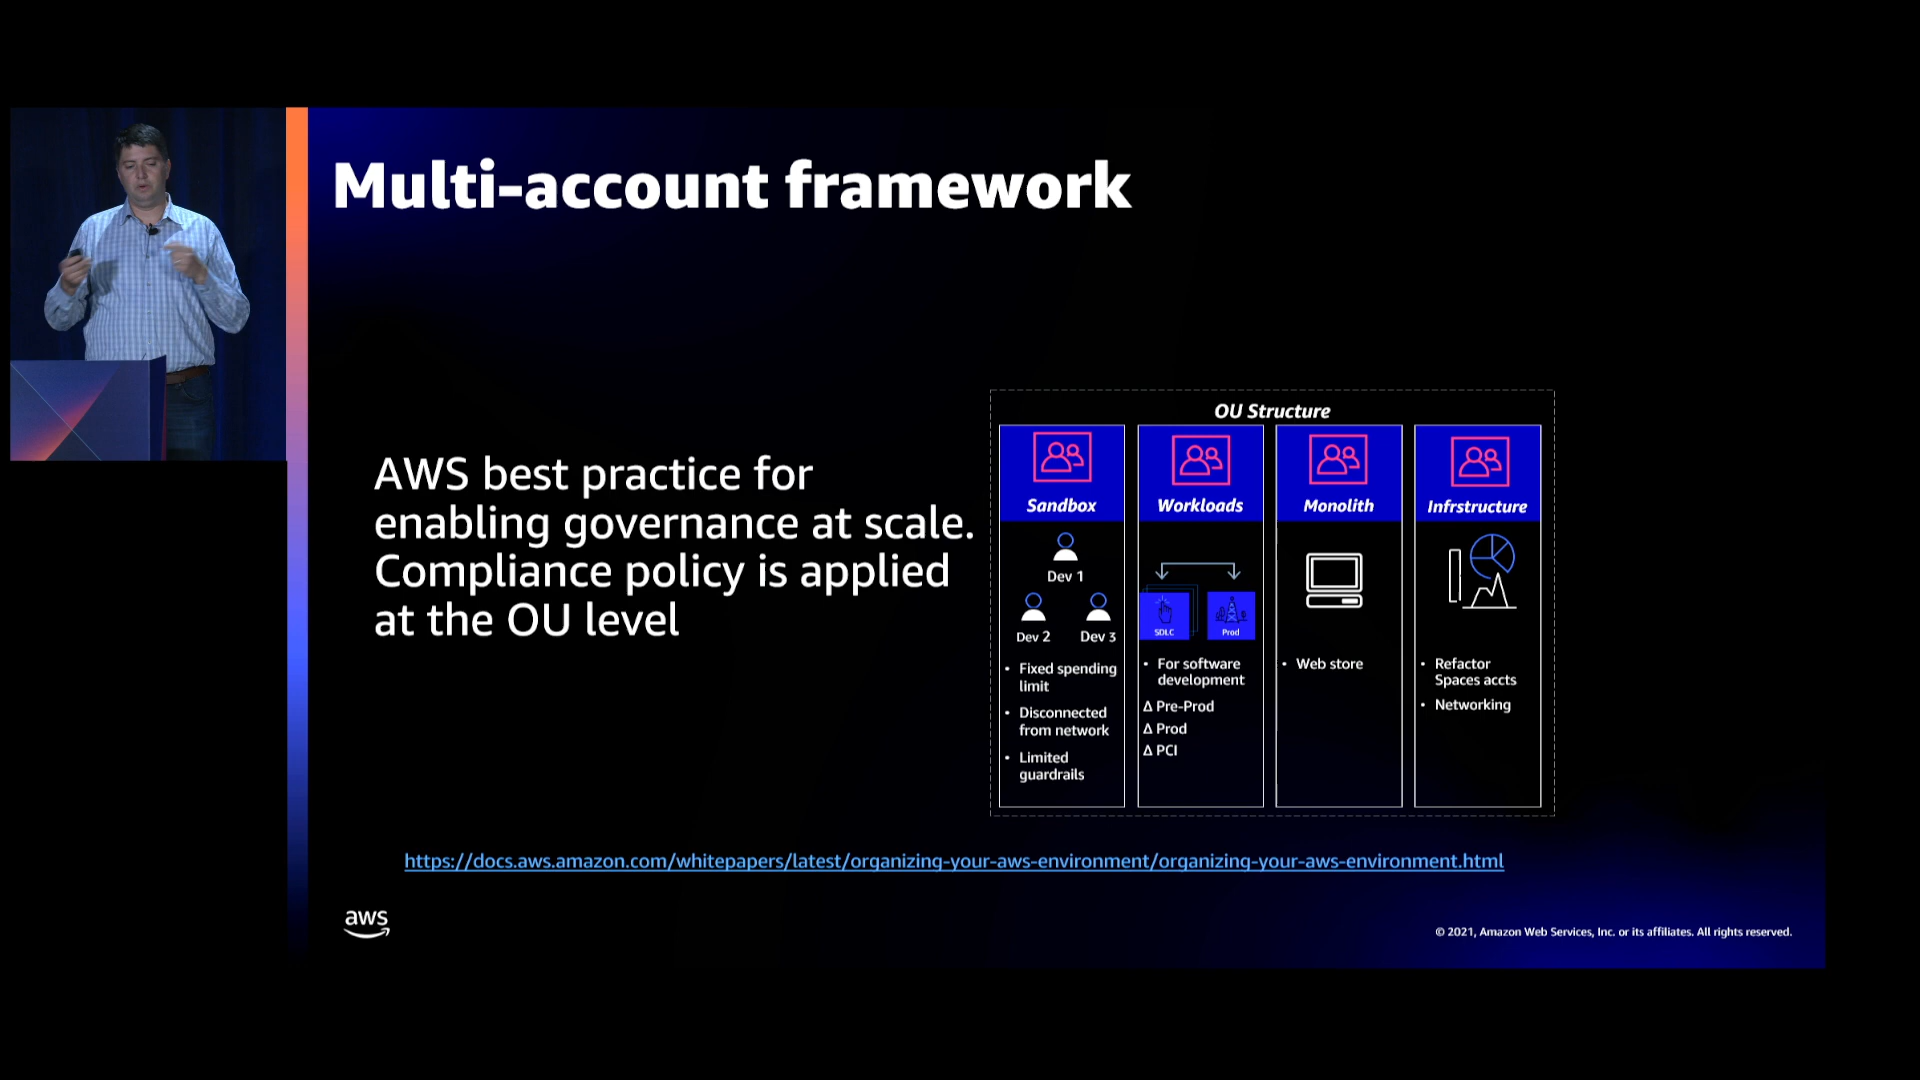 Multi-account framework
AWS best practice for
enabling governance at scale.
Compliance policy is applied
at the OU level
OU Structure
Sandbox
Dev 1
Dev 2 Dev 3
• Fixed spending
limit
• Disconnected
from network
• Limited
guardrails
Workloads
SDLC Prod
• For software
development
Δ Pre-Prod
Δ Prod
Δ PCI
Monolith
• Web store
Infrstructure
• Refactor
Spaces accts
• Networking
https://docs.aws.amazon.com/whitepapers/latest/organizing-your-aws-environment/organizing-your-aws-environment.html
aws
© 2021, Amazon Web Services, Inc. or its affiliates. All rights reserved.